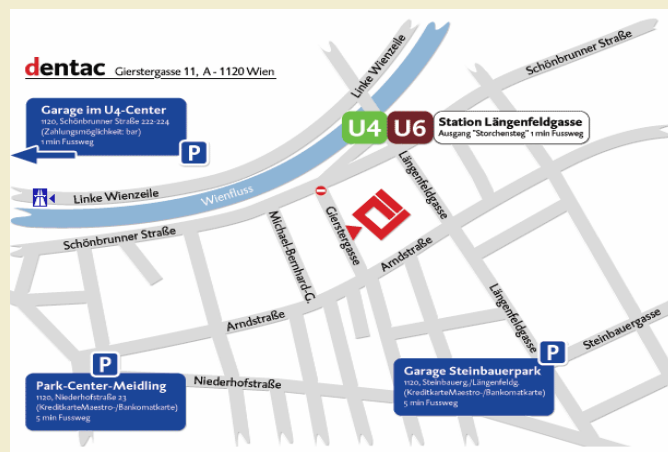 dentac Gierstergasse 11, A - 1120 Wien
Garage im U4-Center
1120, Schönbrunner Straße 222-224
(Zahlungsmöglichkeit: bar)
1 min Fussweg
P
Linke Wienzeile
Schönbrunner Straße
U4 U6
Station Längenfeldgasse
Ausgang "Storchensteg" 1 min Fussweg
Linke Wienzeile
Wienfluss
Schönbrunner Straße
Michael-Bernhard-G.
Gierstergasse
Längenfeldgasse
Arndstraße
Arndstraße
Längenfeldgasse
Steinbauergasse
P
Park-Center-Meidling
1120, Niederhofstraße 23
(KreditkarteMaestro-/Bankomatkarte)
5 min Fussweg
Niederhofstraße
P
Garage Steinbauerpark
1120, Steinbauerg./Längenfeldg.
(KreditkarteMaestro-/Bankomatkarte)
5 min Fussweg